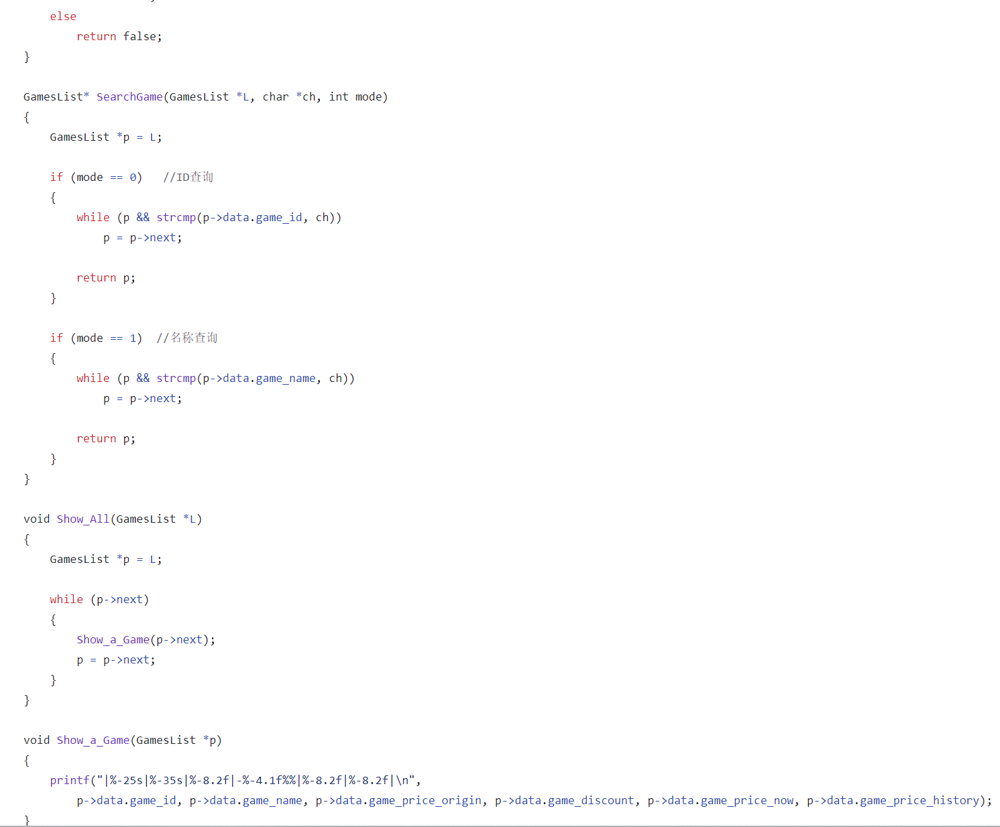 else
        return false;
}

GamesList* SearchGame(GamesList *L, char *ch, int mode)
{
    GamesList *p = L;

    if (mode == 0)   //ID查询
    {
        while (p && strcmp(p->data.game_id, ch))
            p = p->next;

        return p;
    }

    if (mode == 1)  //名称查询
    {
        while (p && strcmp(p->data.game_name, ch))
            p = p->next;

        return p;
    }
}

void Show_All(GamesList *L)
{
    GamesList *p = L;

    while (p->next)
    {
        Show_a_Game(p->next);
        p = p->next;
    }
}

void Show_a_Game(GamesList *p)
{
    printf("|%-25s|%-35s|%-8.2f|-%-4.1f%%|%-8.2f|%-8.2f|\n",
        p->data.game_id, p->data.game_name, p->data.game_price_origin, p->data.game_discount, p->data.game_price_now, p->data.game_price_history);
}